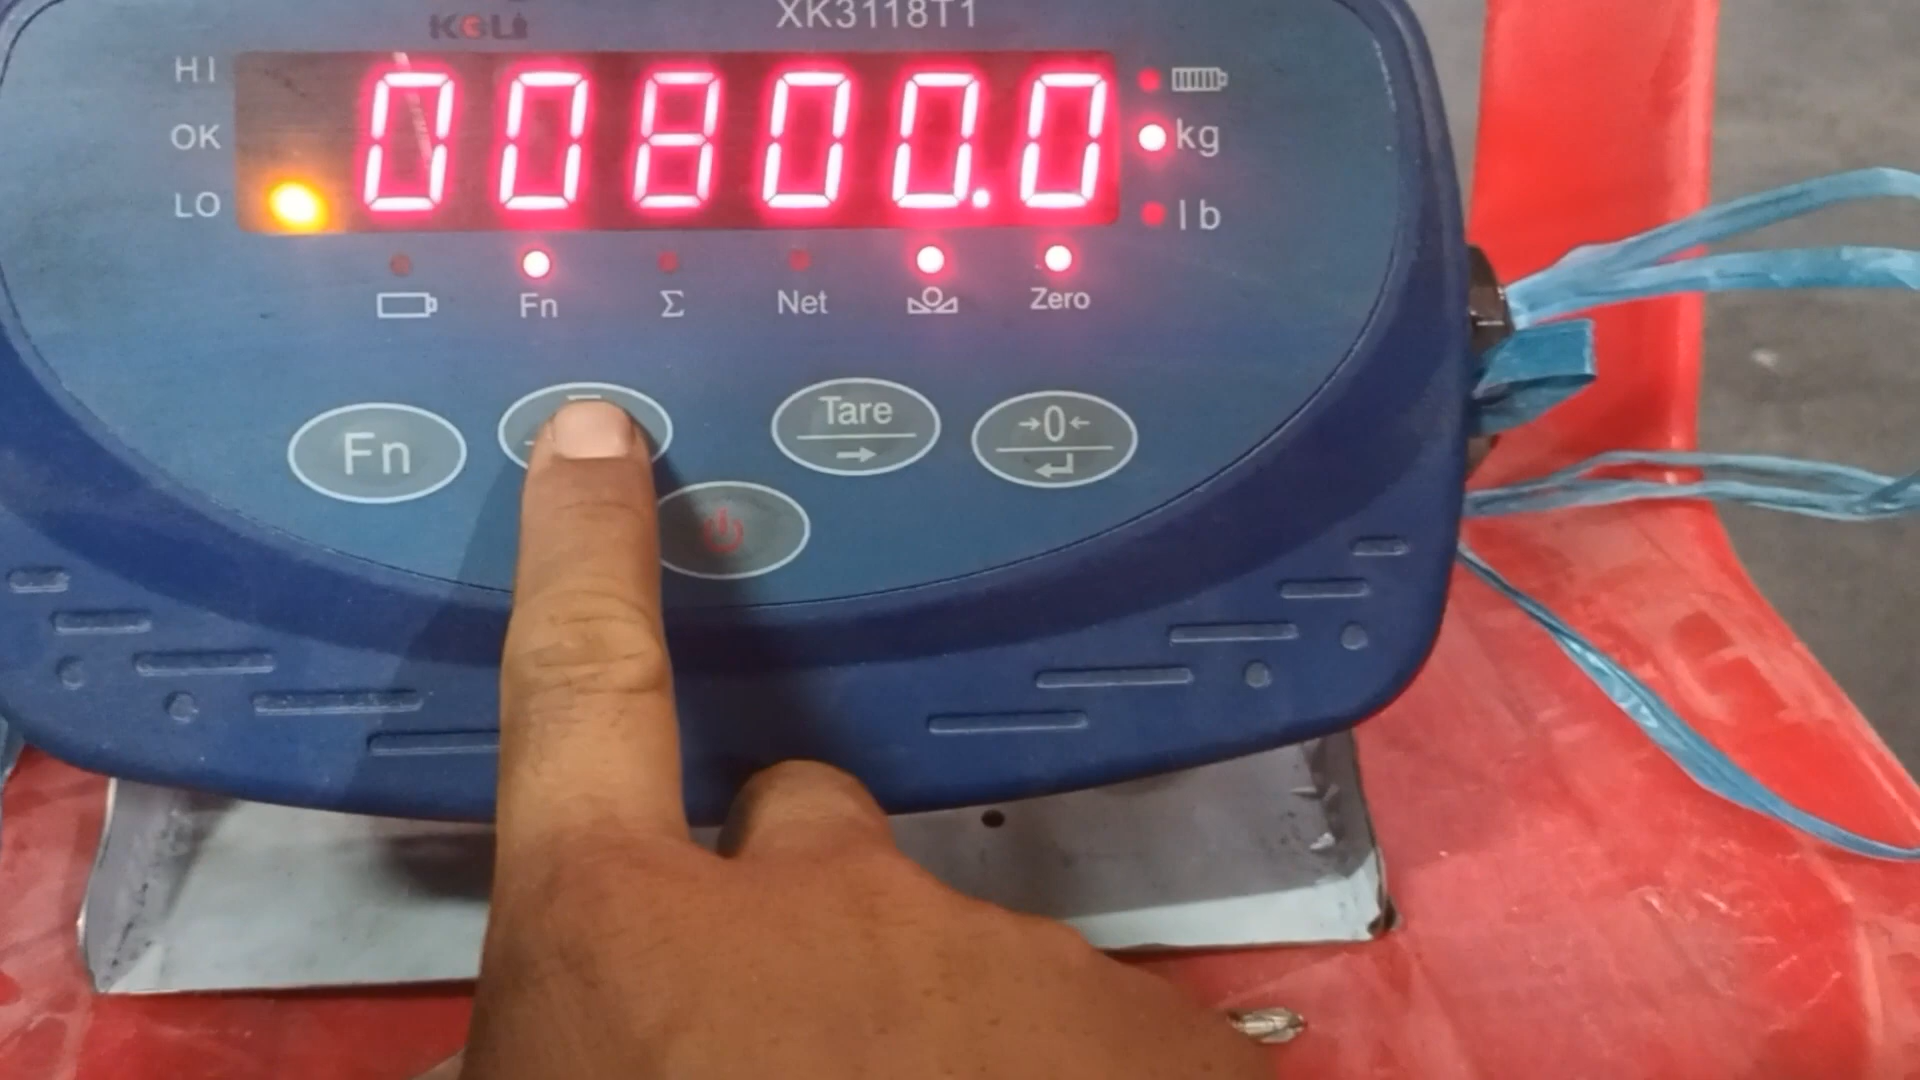 KELI
XK3118T1
HI
OK
LO
00800.0
kg
lb
Fn
Σ
Net
Zero
Fn
Tare
→0←